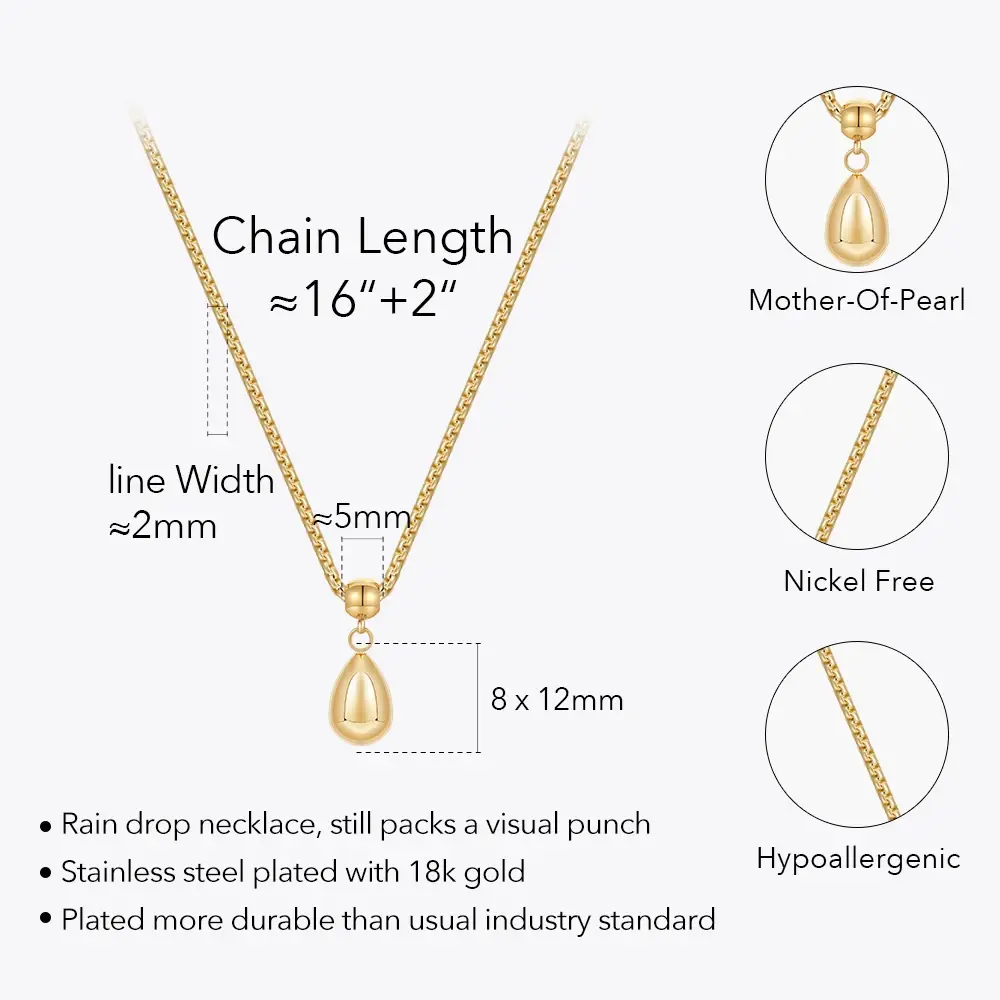 Chain Length
≈16“+2“
line Width
≈2mm
≈5mm
8 x 12mm
Mother-Of-Pearl
Nickel Free
Hypoallergenic
• Rain drop necklace, still packs a visual punch
• Stainless steel plated with 18k gold
• Plated more durable than usual industry standard